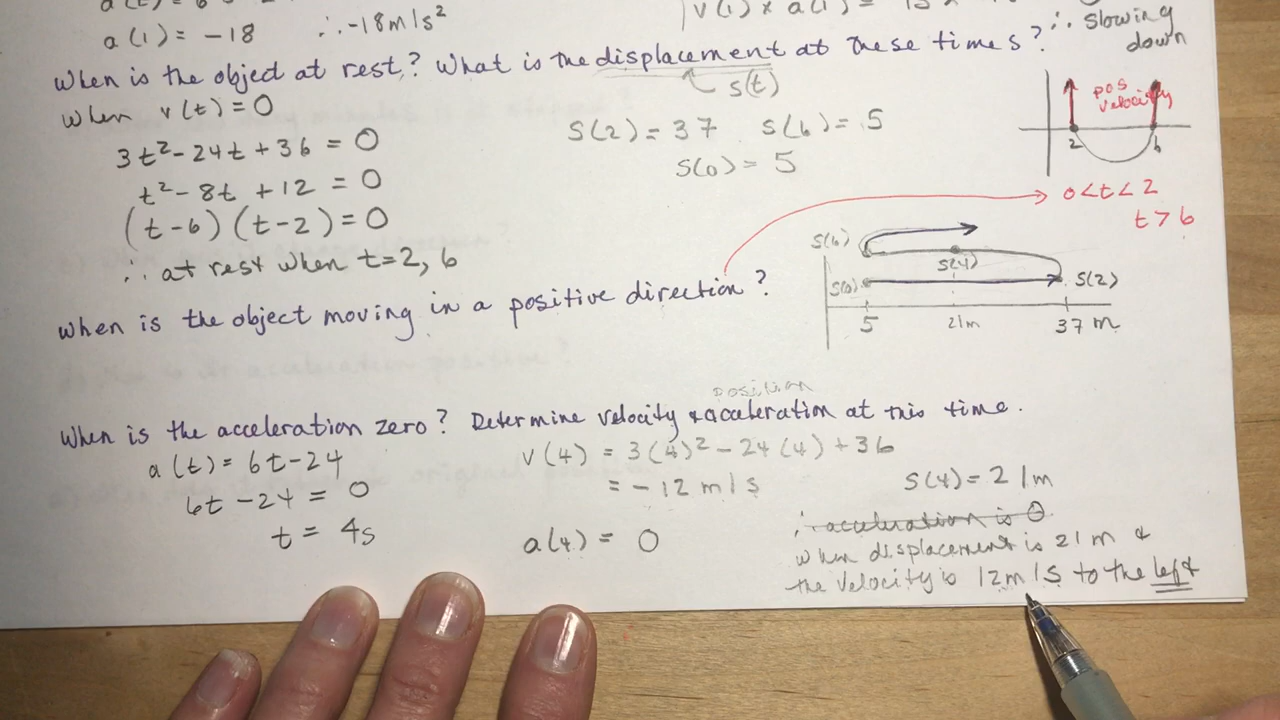 a(1) = -18 ∴ -18m/s²
v(1) x a(1) =
∴ Slowing
down
When is the object at rest? What is the displacement at these times?
s(t)
when v(t) = 0
3t² - 24t + 36 = 0
t² - 8t + 12 = 0
(t-6)(t-2) = 0
∴ at rest when t = 2, 6
s(2) = 37 s(6) = 5
s(0) = 5
pos
velocity
2 6
0<t<2
t > 6
When is the object moving in a positive direction?
s(6)
s(4)
s(0) s(2)
5 21m 37 m
position
When is the acceleration zero? Determine velocity & acceleration at this time.
a(t) = 6t-24
6t - 24 = 0
t = 4s
v(4) = 3(4)² - 24(4) + 36
= -12 m/s
a(4) = 0
s(4) = 21m
∴ acceleration is 0
when displacement is 21m &
the velocity is 12m/s to the left